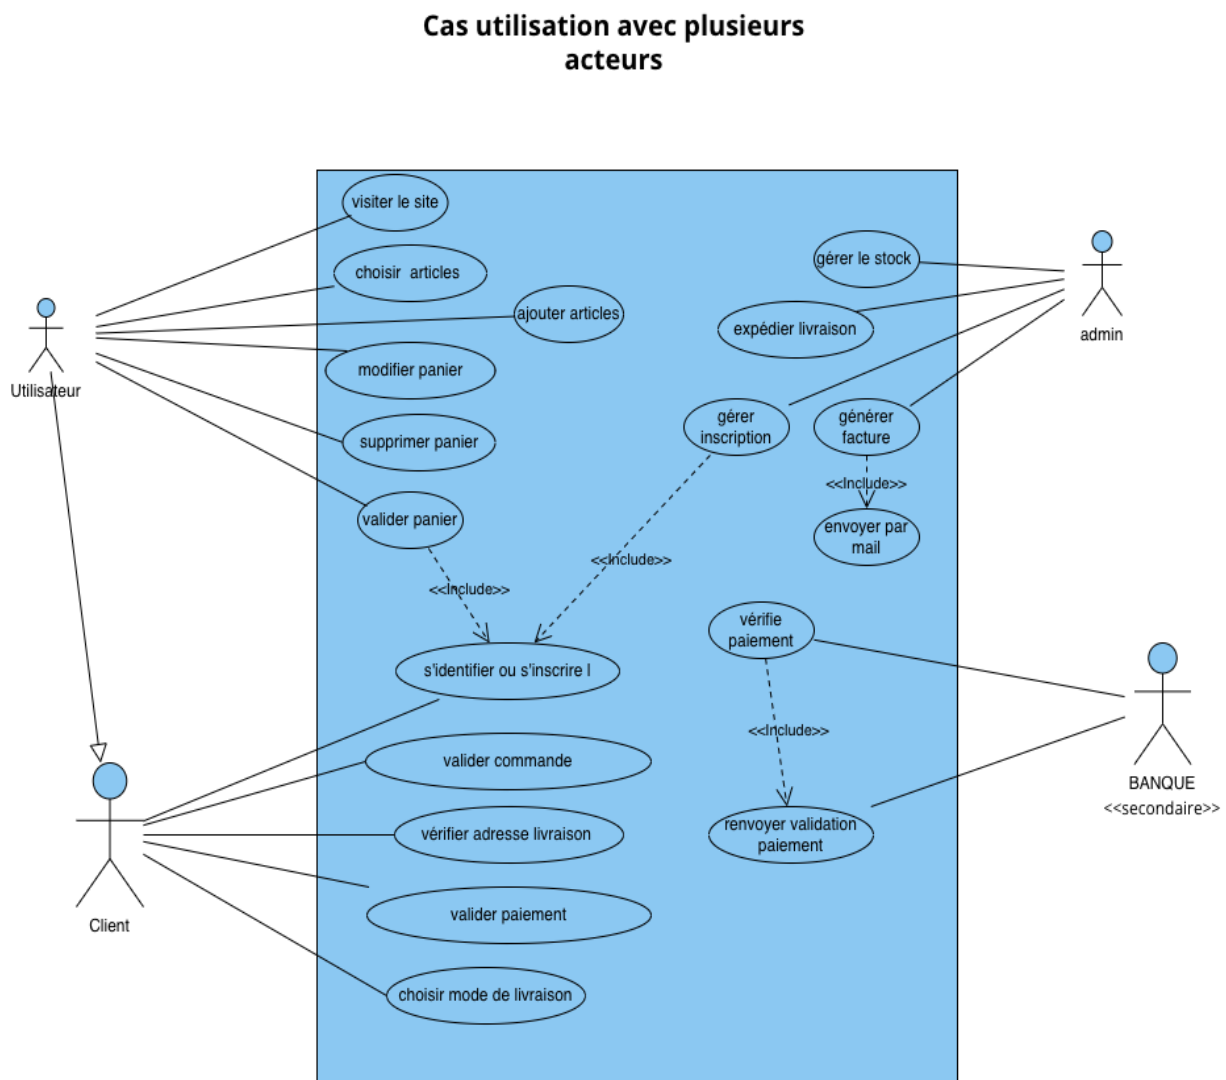 Cas utilisation avec plusieurs
acteurs
visiter le site
choisir articles
ajouter articles
modifier panier
supprimer panier
valider panier
Utilisateur
gérer le stock
expédier livraison
admin
gérer
inscription
générer
facture
<<Include>>
envoyer par
mail
<<Include>>
<<Include>>
s'identifier ou s'inscrire l
vérifie
paiement
<<Include>>
BANQUE
<<secondaire>>
valider commande
vérifier adresse livraison
renvoyer validation
paiement
valider paiement
Client
choisir mode de livraison